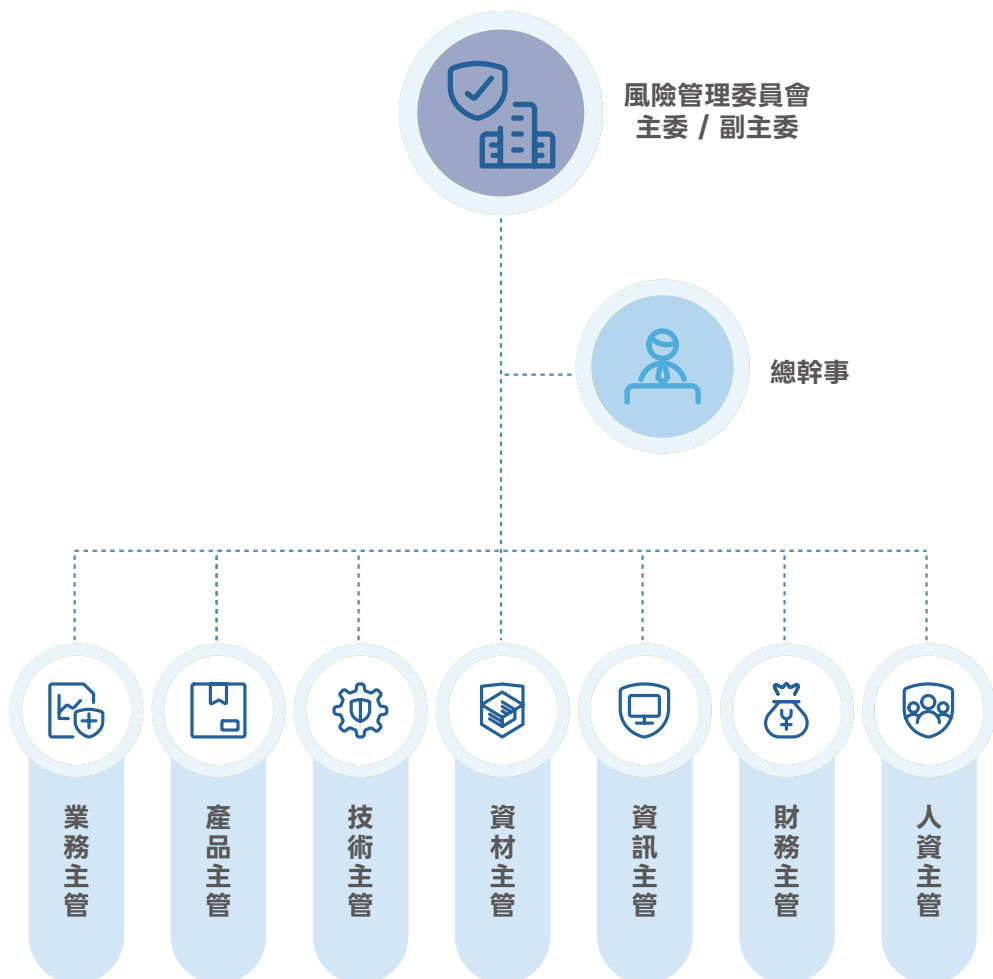 風險管理委員會
主委 / 副主委
總幹事
業務主管
產品主管
技術主管
資材主管
資訊主管
財務主管
人資主管